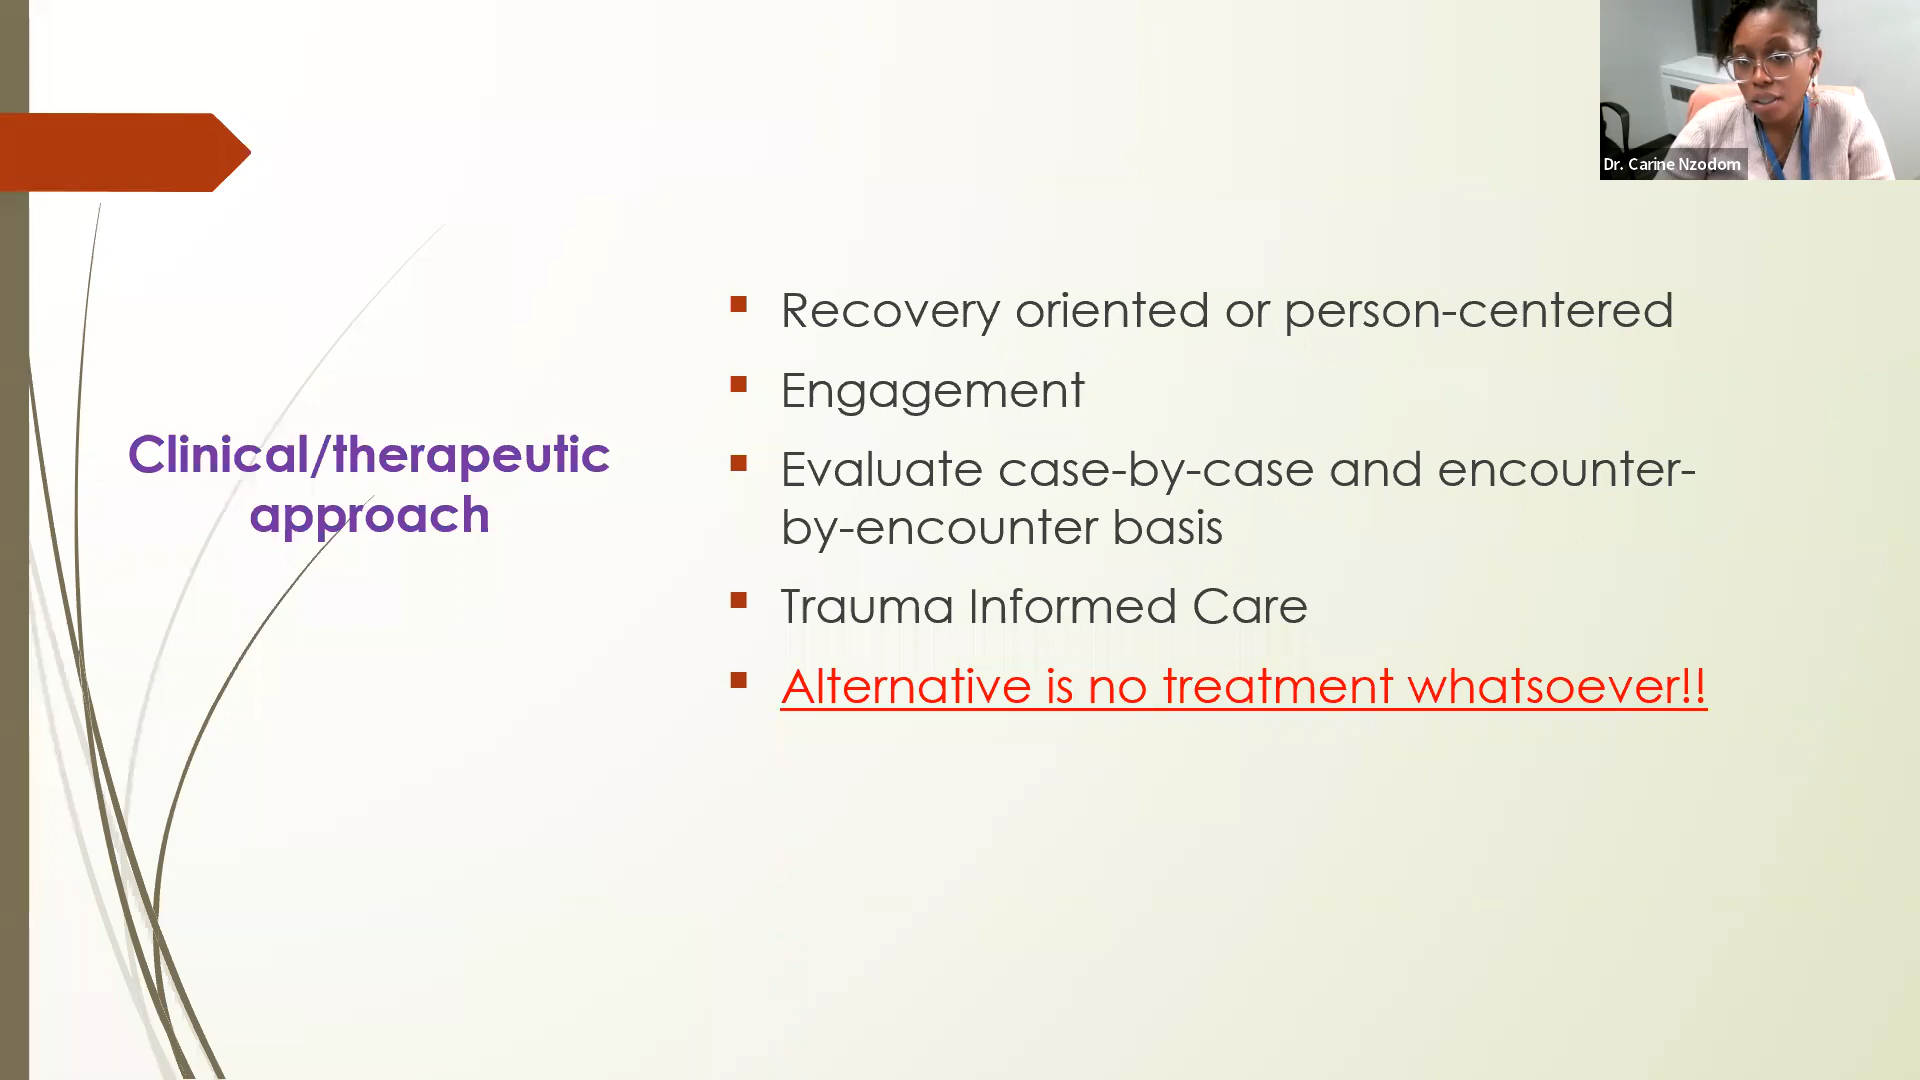 Dr. Carine Nzodom
Clinical/therapeutic
approach
Recovery oriented or person-centered
Engagement
Evaluate case-by-case and encounter-
by-encounter basis
Trauma Informed Care
Alternative is no treatment whatsoever!!